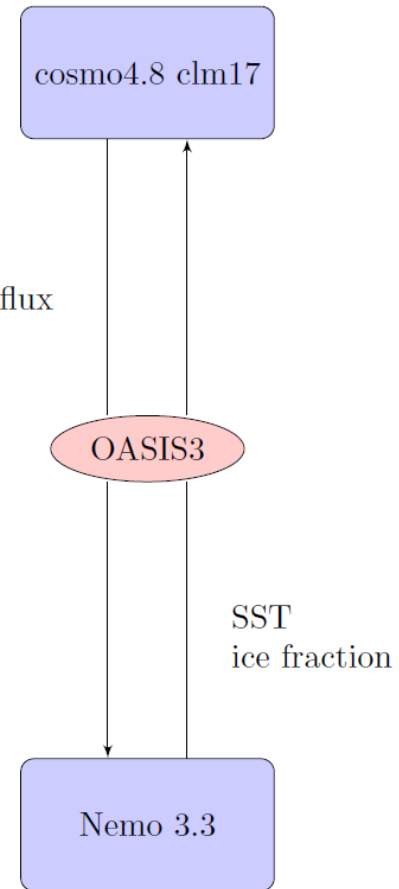 cosmo4.8 clm17
flux
OASIS3
SST
ice fraction
Nemo 3.3